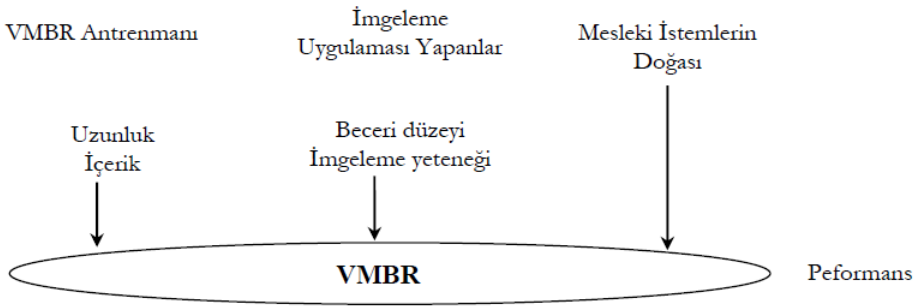 VMBR Antrenmanı
İmgeleme
Uygulaması Yapanlar
Mesleki İstemlerin
Doğası
Uzunluk
İçerik
Beceri düzeyi
İmgeleme yeteneği
VMBR
Peformans